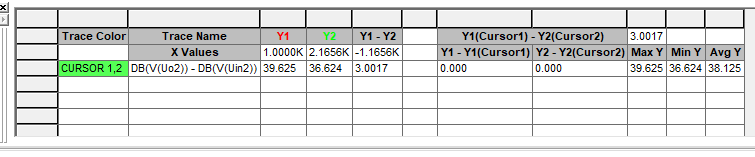 Trace Color Trace Name Y1 Y2 Y1 - Y2 Y1(Cursor1) - Y2(Cursor2) 3.0017
X Values 1.0000K 2.1656K -1.1656K Y1 - Y1(Cursor1) Y2 - Y2(Cursor2) Max Y Min Y Avg Y
CURSOR 1,2 DB(V(Uo2)) - DB(V(Uin2)) 39.625 36.624 3.0017 0.000 0.000 39.625 36.624 38.125